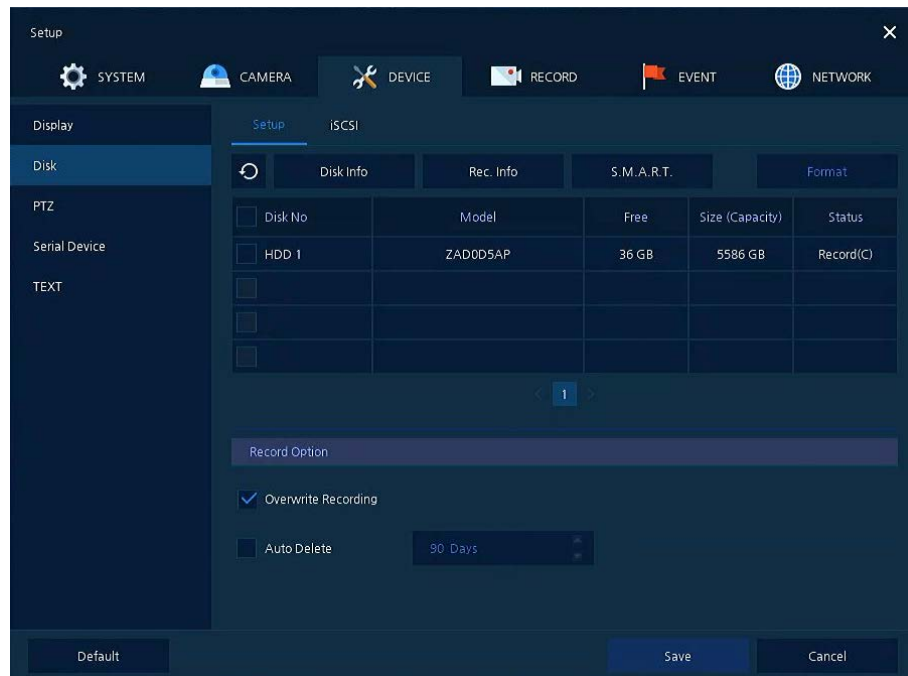 Setup
SYSTEM CAMERA DEVICE RECORD EVENT NETWORK
Display
Disk
PTZ
Serial Device
TEXT
Setup iSCSI
Disk Info Rec. Info S.M.A.R.T. Format
Disk No Model Free Size (Capacity) Status
HDD 1 ZAD0D5AP 36 GB 5586 GB Record(C)
1
Record Option
Overwrite Recording
Auto Delete 90 Days
Default Save Cancel